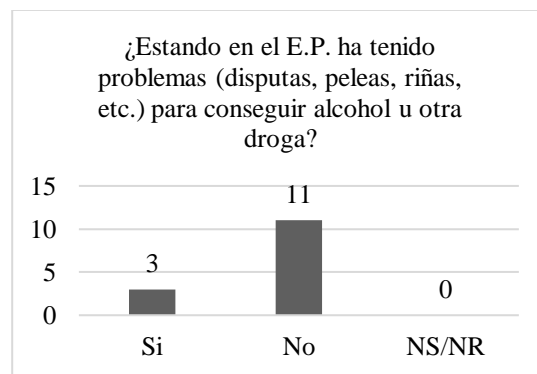 ¿Estando en el E.P. ha tenido
problemas (disputas, peleas, riñas,
etc.) para conseguir alcohol u otra
droga?
15
10
5
0
3
11
0
Si
No
NS/NR